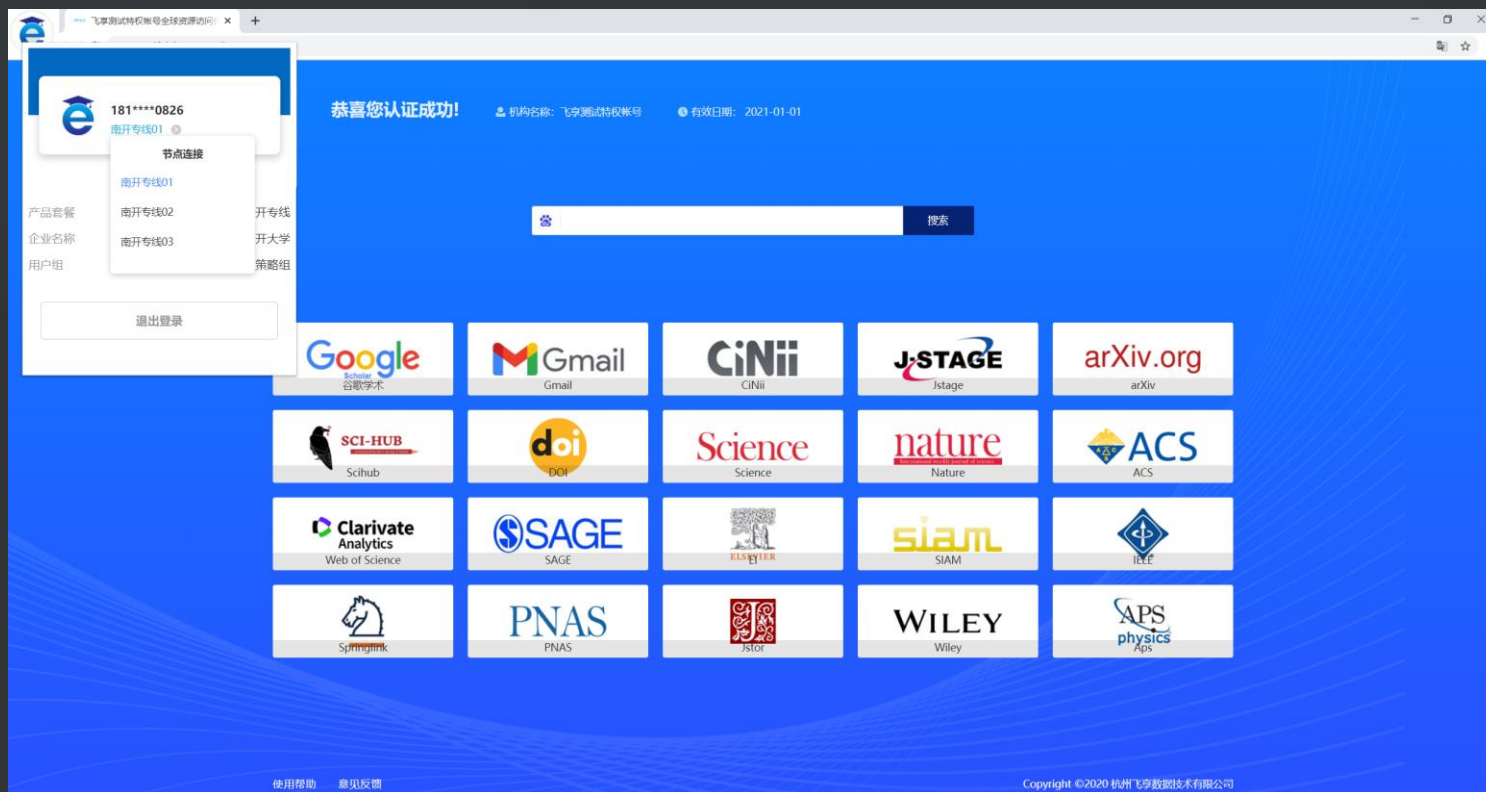 飞享测试特权帐号全球资源访问
181****0826
南开专线01
节点连接
南开专线01
南开专线02
南开专线03
产品套餐
开专线
企业名称
开大学
用户组
策略组
退出登录
恭喜您认证成功!
机构名称: 飞享测试特权帐号
有效日期: 2021-01-01
搜索
Google
Scholar
谷歌学术
Gmail
Gmail
CiNii
CiNii
J-STAGE
Jstage
arXiv.org
arXiv
SCI-HUB
Scihub
doi
DOI
Science
Science
nature
Nature
ACS
ACS
Clarivate
Analytics
Web of Science
SAGE
SAGE
ELSEVIER
EI
siam
SIAM
IEEE
Springlink
PNAS
PNAS
Jstor
WILEY
Wiley
APS
physics
Aps
使用帮助 意见反馈
Copyright ©2020 杭州飞享数据技术有限公司